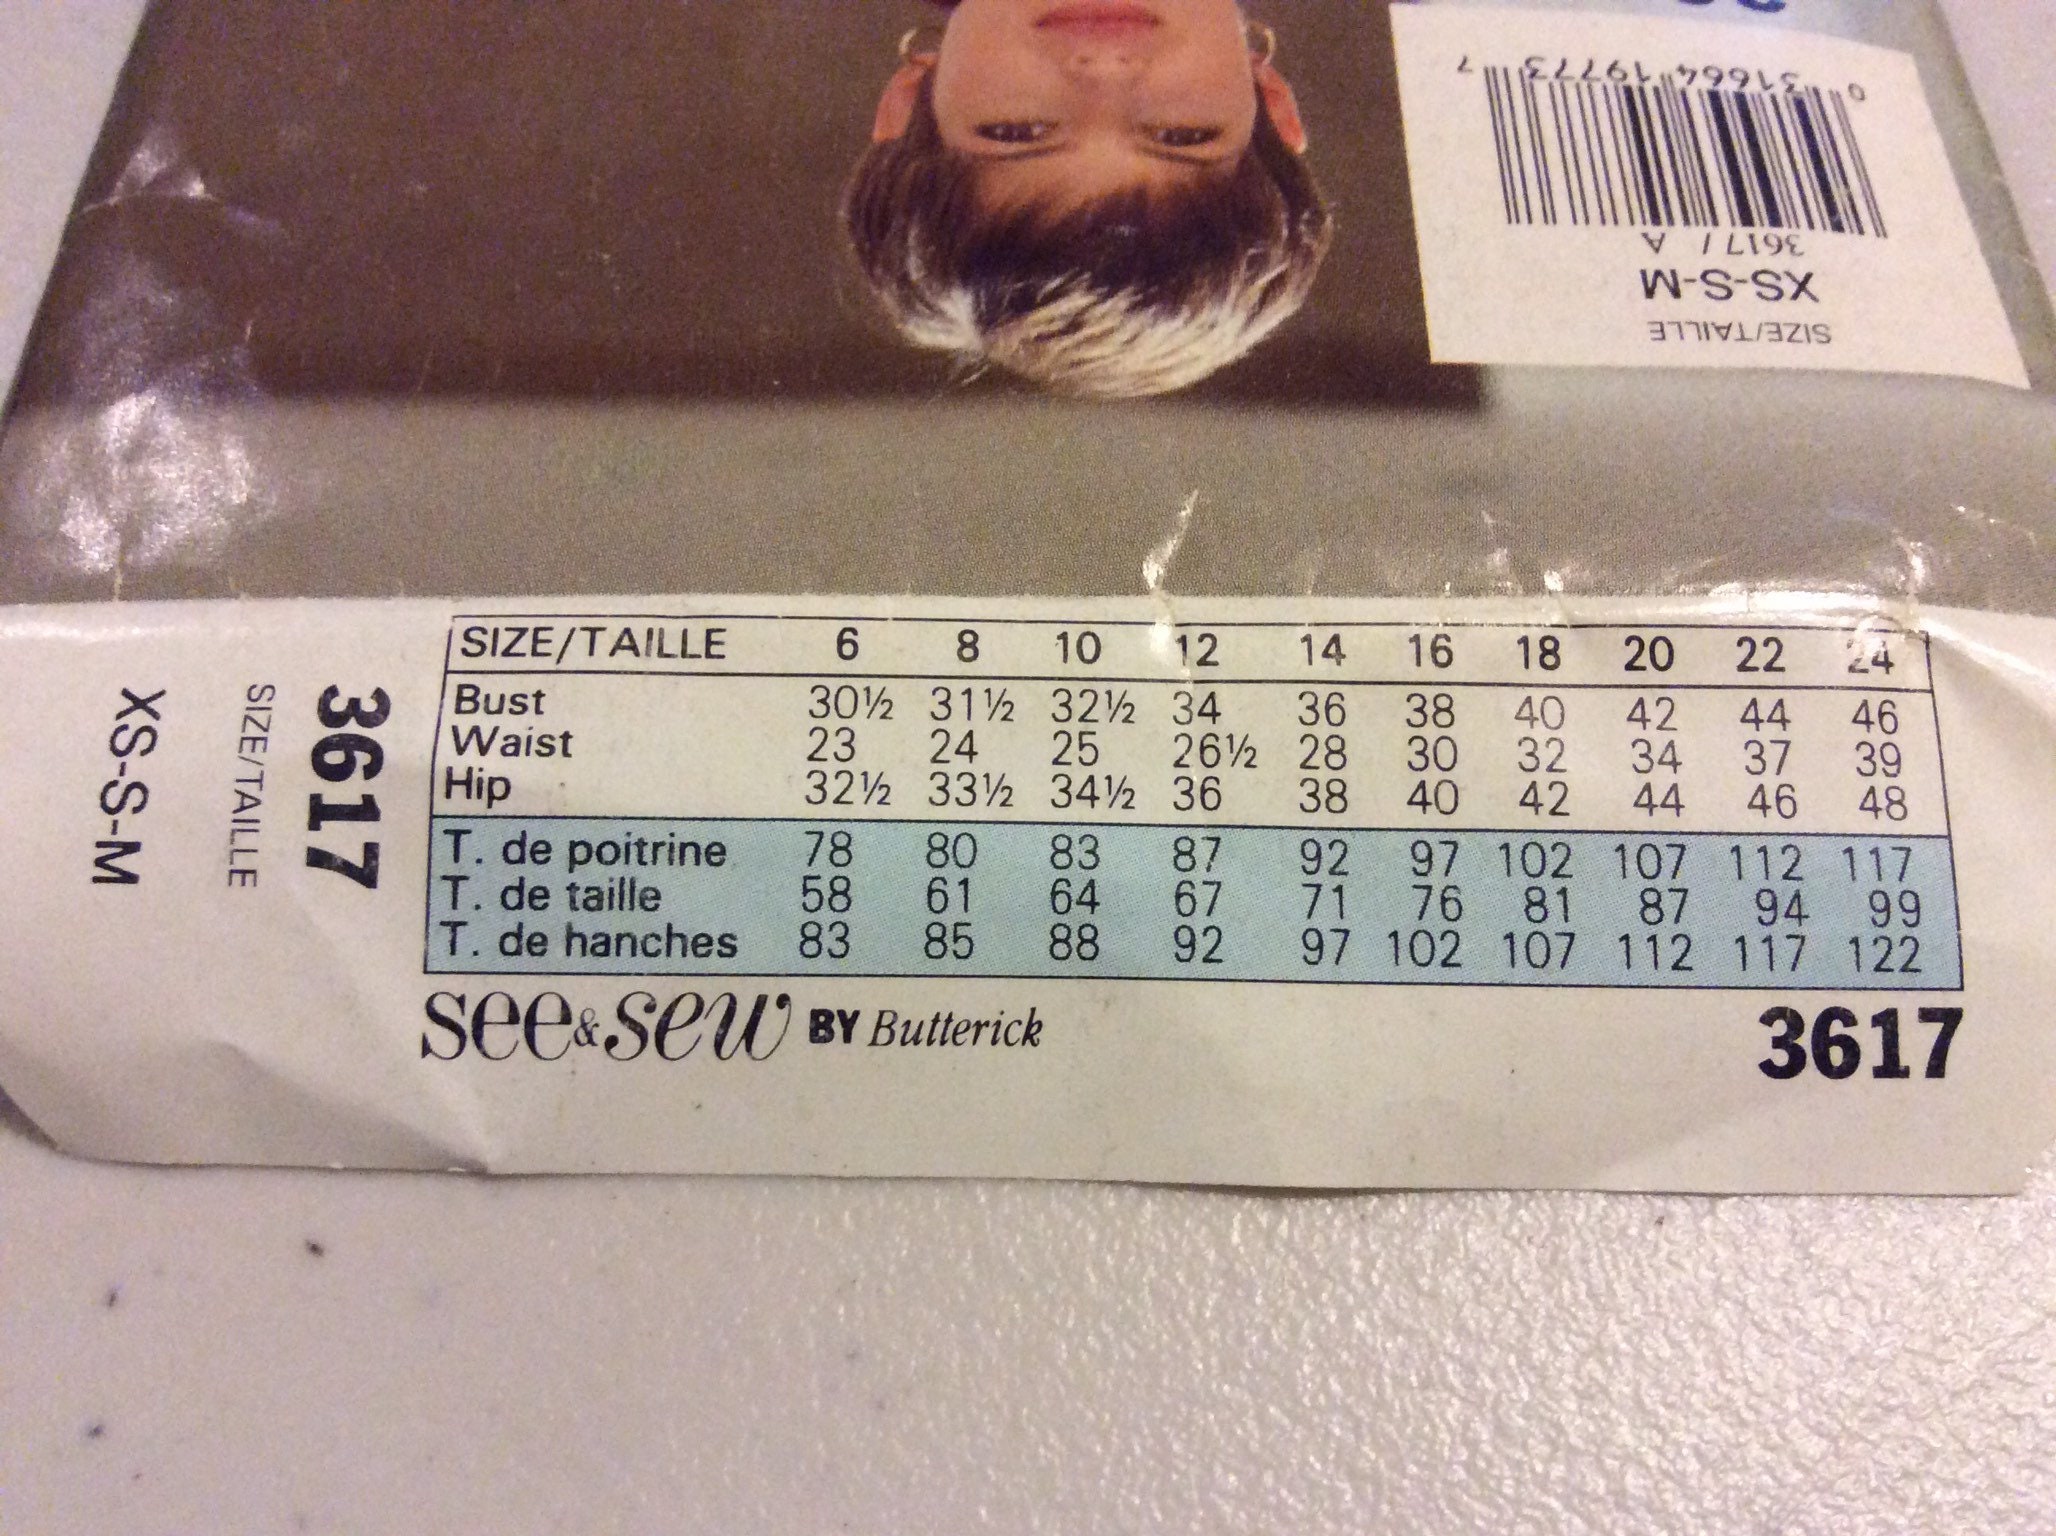 0 31664 19773 7
3617 / A
XS-S-M
SIZE/TAILLE
SIZE/TAILLE 6 8 10 12 14 16 18 20 22 24
Bust 30½ 31½ 32½ 34 36 38 40 42 44 46
Waist 23 24 25 26½ 28 30 32 34 37 39
Hip 32½ 33½ 34½ 36 38 40 42 44 46 48
T. de poitrine 78 80 83 87 92 97 102 107 112 117
T. de taille 58 61 64 67 71 76 81 87 94 99
T. de hanches 83 85 88 92 97 102 107 112 117 122
see&sew BY Butterick 3617
3617
SIZE/TAILLE
XS-S-M